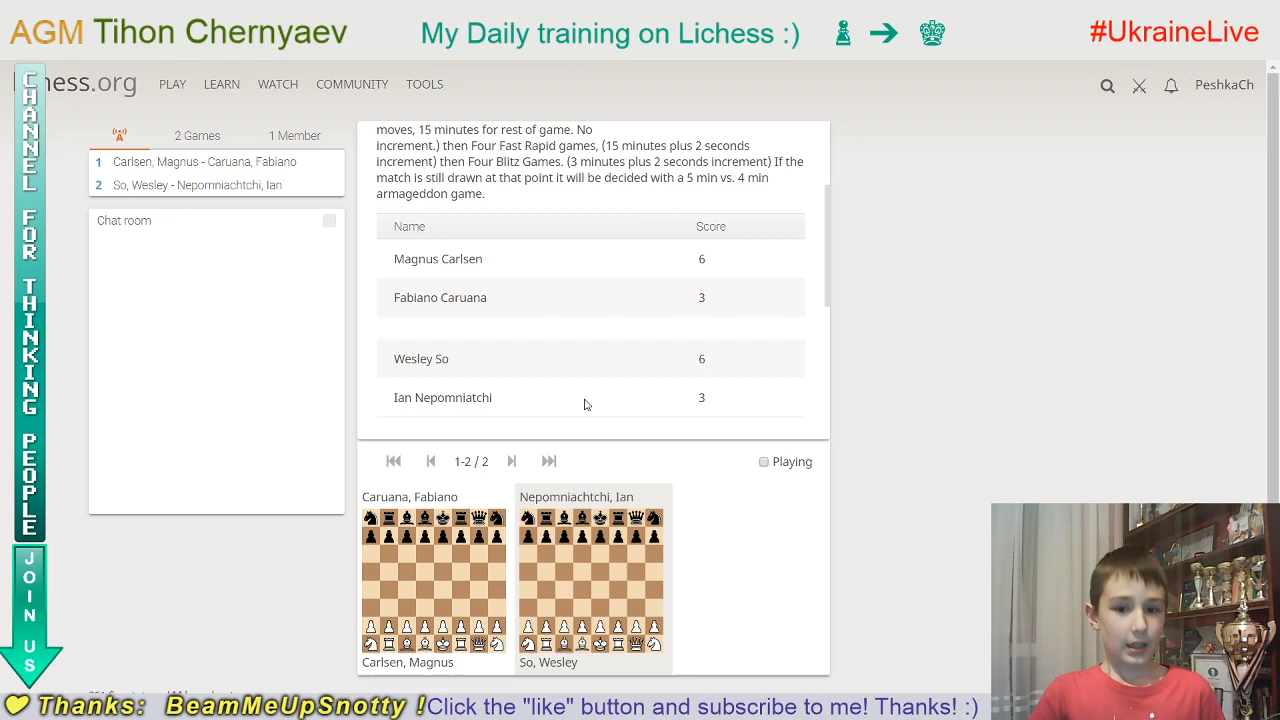 AGM Tihon Chernyaev
My Daily training on Lichess :)
#UkraineLive
CHANNEL FOR THINKING PEOPLE
JOIN US
hess.org
PLAY
LEARN
WATCH
COMMUNITY
TOOLS
PeshkaCh
2 Games
1 Member
1 Carlsen, Magnus - Caruana, Fabiano
2 So, Wesley - Nepomniachtchi, Ian
Chat room
moves, 15 minutes for rest of game. No
increment.) then Four Fast Rapid games, (15 minutes plus 2 seconds
increment) then Four Blitz Games. (3 minutes plus 2 seconds increment) If the
match is still drawn at that point it will be decided with a 5 min vs. 4 min
armageddon game.
Name Score
Magnus Carlsen 6
Fabiano Caruana 3
Wesley So 6
Ian Nepomniatchi 3
1-2 / 2
Playing
Caruana, Fabiano
Nepomniachtchi, Ian
Carlsen, Magnus
So, Wesley
Thanks: BeamMeUpSnotty !
Click the "like" button and subscribe to me! Thanks! :)